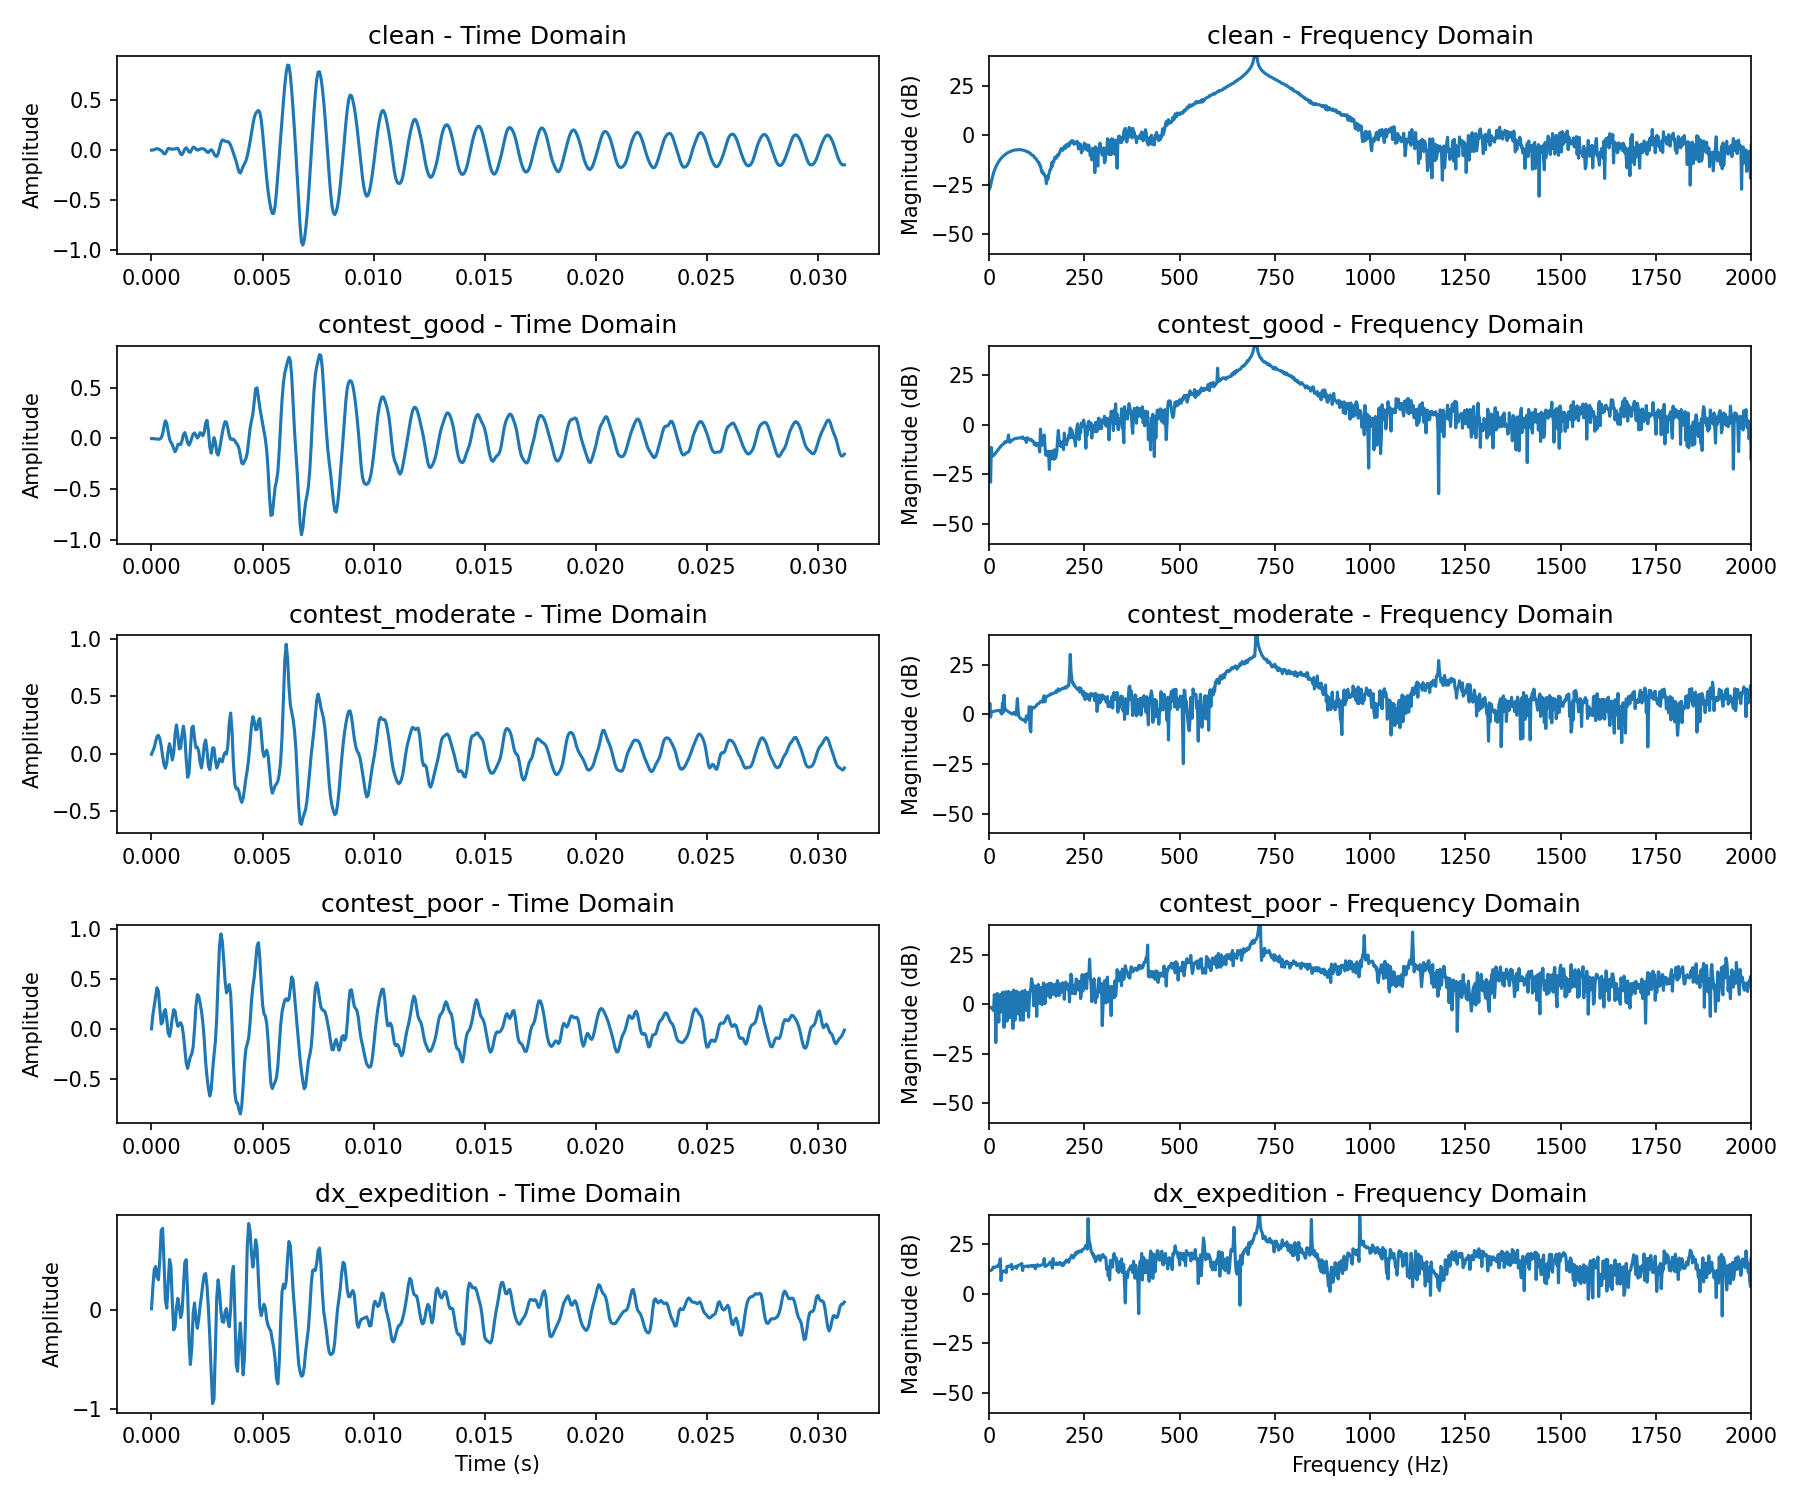 clean - Time Domain
Amplitude
0.5
0.0
−0.5
−1.0
0.000 0.005 0.010 0.015 0.020 0.025 0.030
clean - Frequency Domain
Magnitude (dB)
25
0
−25
−50
0 250 500 750 1000 1250 1500 1750 2000
contest_good - Time Domain
Amplitude
0.5
0.0
−0.5
−1.0
0.000 0.005 0.010 0.015 0.020 0.025 0.030
contest_good - Frequency Domain
Magnitude (dB)
25
0
−25
−50
0 250 500 750 1000 1250 1500 1750 2000
contest_moderate - Time Domain
Amplitude
1.0
0.5
0.0
−0.5
0.000 0.005 0.010 0.015 0.020 0.025 0.030
contest_moderate - Frequency Domain
Magnitude (dB)
25
0
−25
−50
0 250 500 750 1000 1250 1500 1750 2000
contest_poor - Time Domain
Amplitude
1.0
0.5
0.0
−0.5
0.000 0.005 0.010 0.015 0.020 0.025 0.030
contest_poor - Frequency Domain
Magnitude (dB)
25
0
−25
−50
0 250 500 750 1000 1250 1500 1750 2000
dx_expedition - Time Domain
Amplitude
0
−1
0.000 0.005 0.010 0.015 0.020 0.025 0.030
Time (s)
dx_expedition - Frequency Domain
Magnitude (dB)
25
0
−25
−50
0 250 500 750 1000 1250 1500 1750 2000
Frequency (Hz)